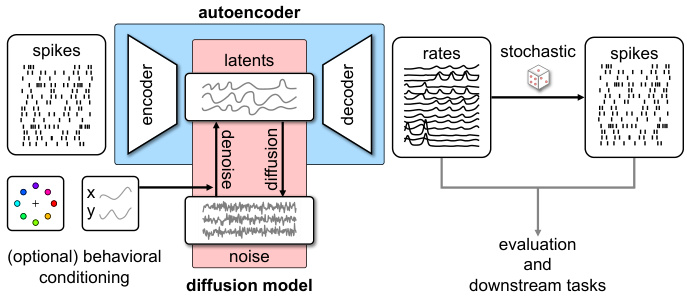 autoencoder
spikes
encoder
latents
decoder
rates
stochastic
spikes
denoise
diffusion
x
y
noise
(optional) behavioral
conditioning
diffusion model
evaluation
and
downstream tasks